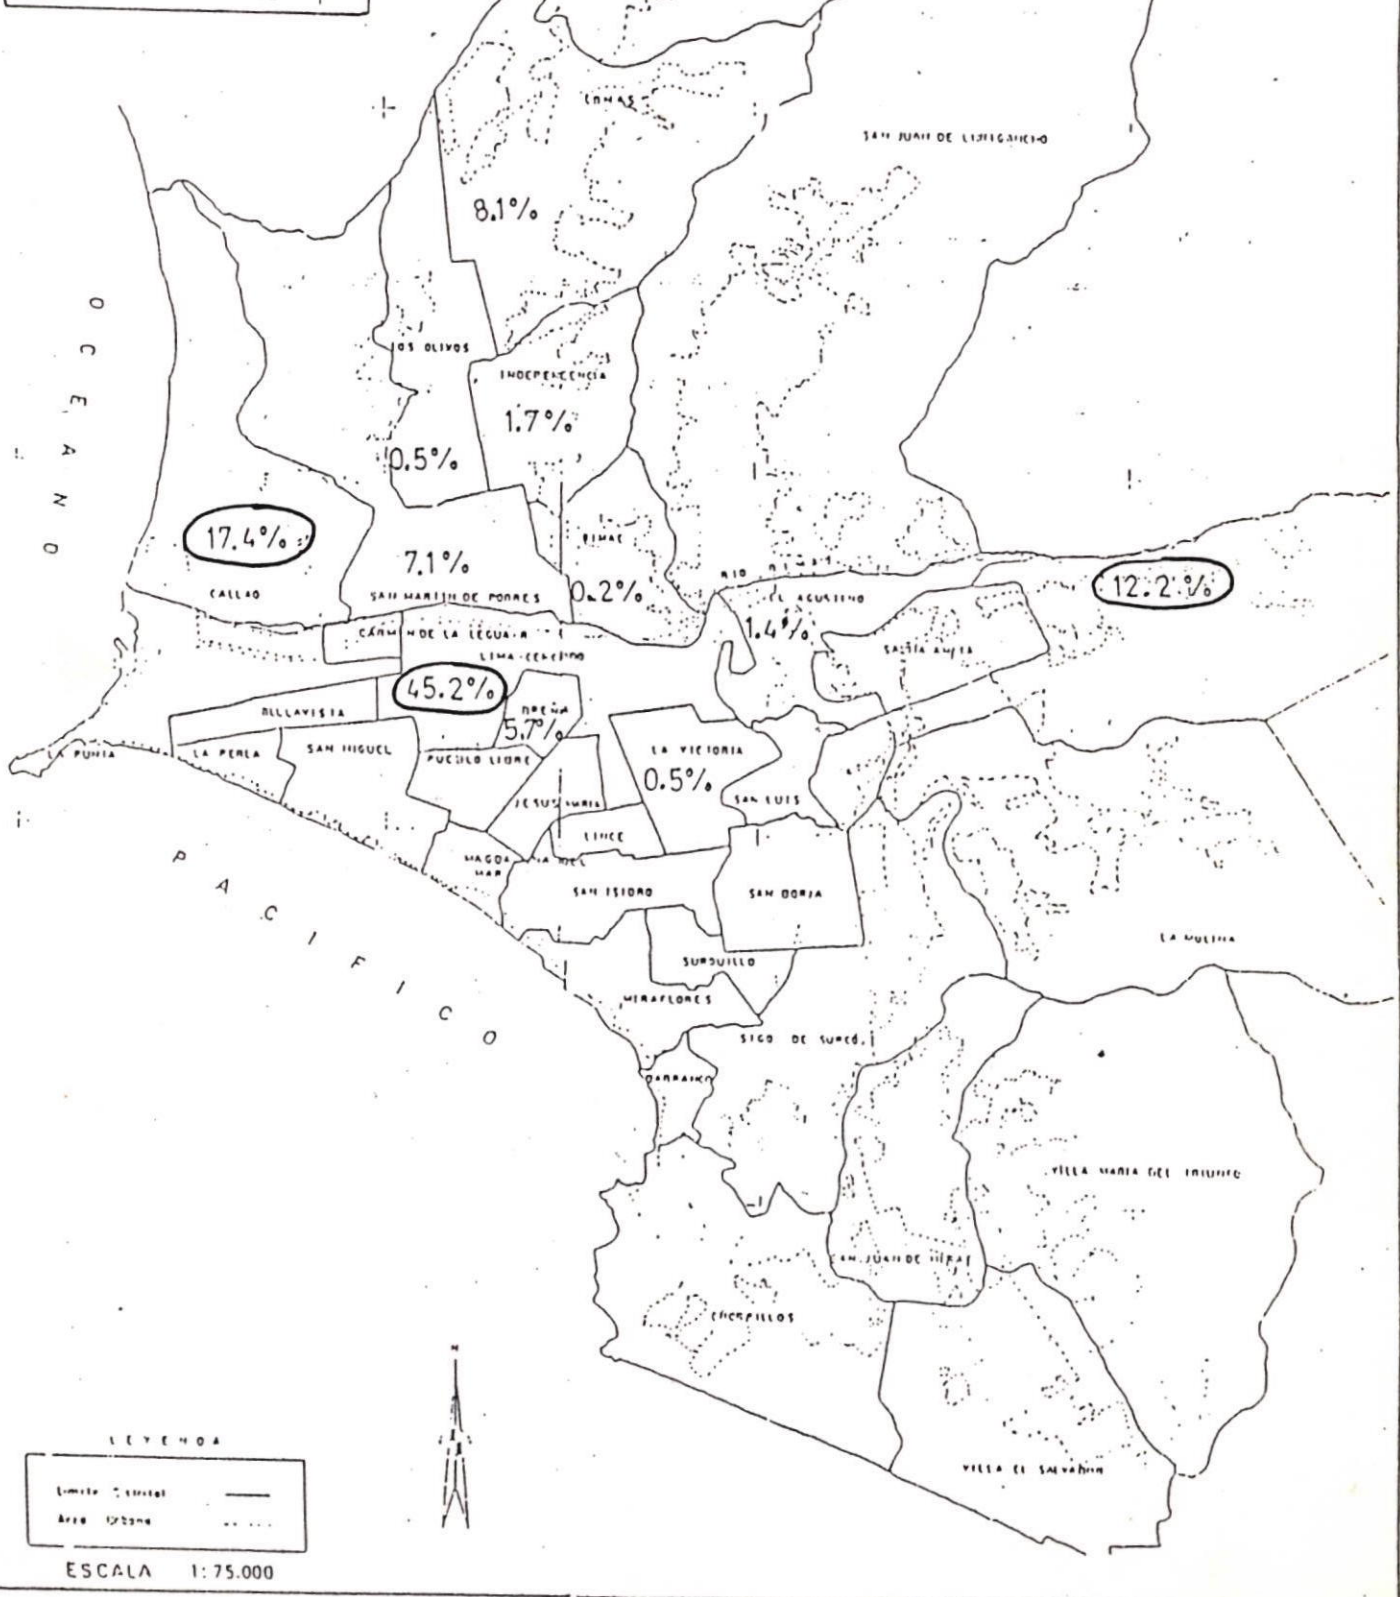 COMAS
SAN JUAN DE LURIGANCHO
8.1%
OCEANO
LOS OLIVOS
INDEPENDENCIA
1.7%
0.5%
17.4%
7.1%
RIMAC
RIO RIMAC
12.2%
CALLAO
SAN MARTIN DE PORRES
0.2%
EL AGUSTINO
1.4%
CARMEN DE LA LEGUA-R
SANTA ANITA
LIMA-CERCADO
45.2%
BELLAVISTA
BREÑA
5.7%
LA PUNTA
LA PERLA
SAN MIGUEL
PUEBLO LIBRE
LA VICTORIA
0.5%
JESUS MARIA
SAN LUIS
LINCE
MAGDALENA DEL
MAR
SAN ISIDRO
SAN BORJA
PACIFICO
LA MOLINA
SURQUILLO
MIRAFLORES
STGO DE SURCO
BARRANCO
VILLA MARIA DEL TRIUNFO
SAN JUAN DE MIRAF
CHORRILLOS
N
VILLA EL SALVADOR
LEYENDA
Limite Distrital
Area Urbana
ESCALA 1:75.000